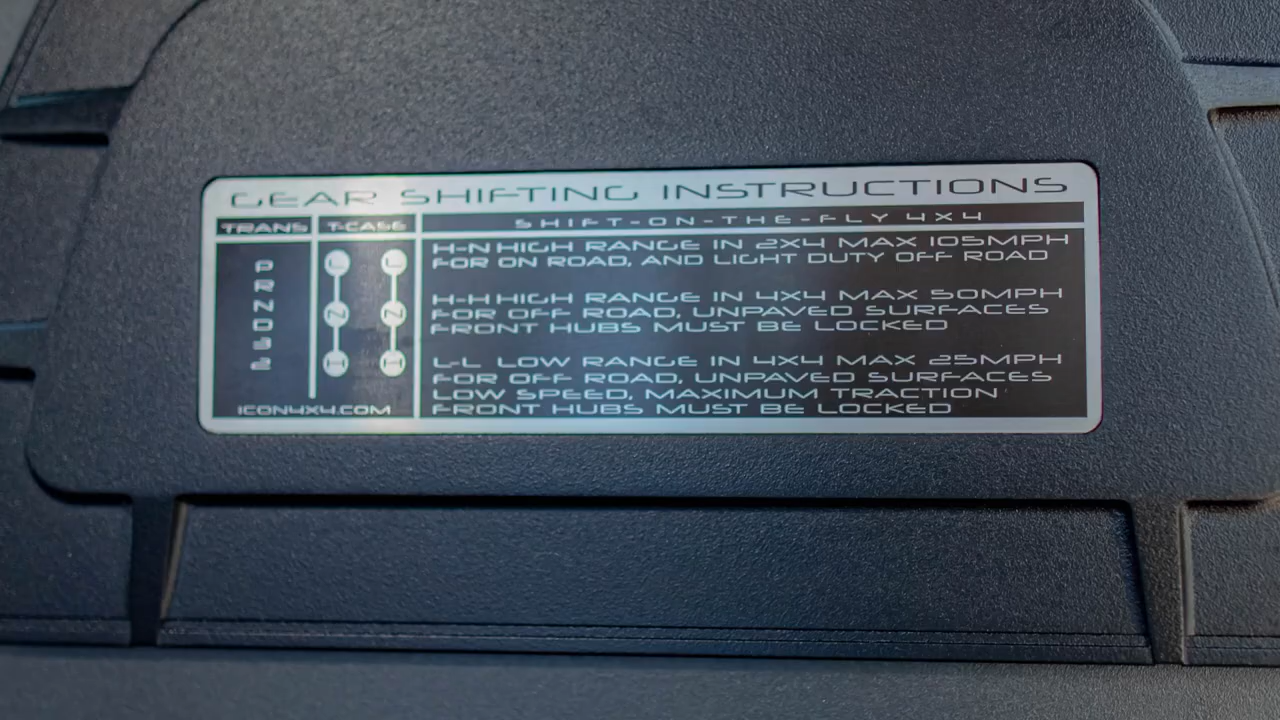 GEAR SHIFTING INSTRUCTIONS
TRANS T-CASE SHIFT-ON-THE-FLY 4X4
P
R
N
D
3
2
L L
N N
H H
ICON4X4.COM
H-N HIGH RANGE IN 2X4 MAX 105MPH
FOR ON ROAD, AND LIGHT DUTY OFF ROAD
H-H HIGH RANGE IN 4X4 MAX 50MPH
FOR OFF ROAD, UNPAVED SURFACES
FRONT HUBS MUST BE LOCKED
L-L LOW RANGE IN 4X4 MAX 25MPH
FOR OFF ROAD, UNPAVED SURFACES
LOW SPEED, MAXIMUM TRACTION
FRONT HUBS MUST BE LOCKED